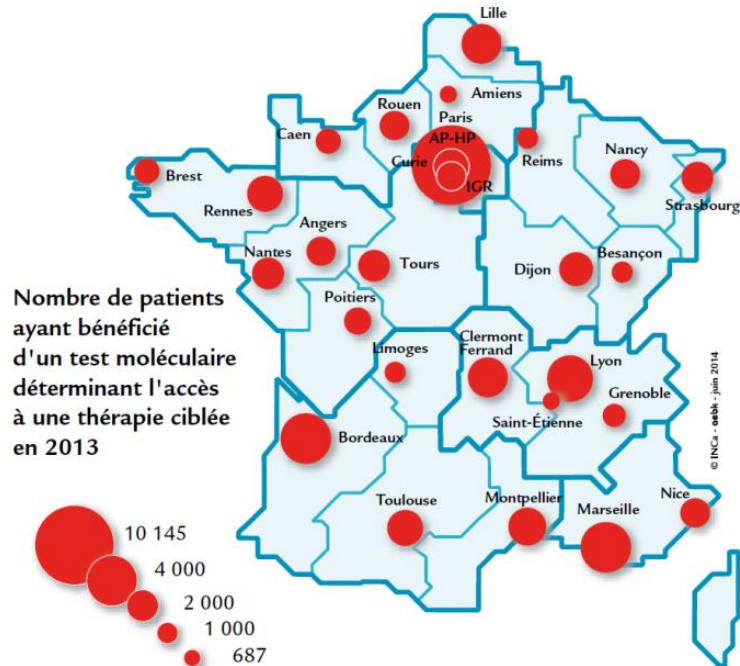 Lille
Amiens
Rouen
Paris
AP-HP
Caen
Curie
IGR
Reims
Nancy
Strasbourg
Brest
Rennes
Angers
Nantes
Tours
Dijon
Besançon
Poitiers
Nombre de patients
ayant bénéficié
d'un test moléculaire
déterminant l'accès
à une thérapie ciblée
en 2013
Limoges
Clermont
Ferrand
Lyon
Grenoble
Saint-Étienne
Bordeaux
Toulouse
Montpellier
Marseille
Nice
10 145
4 000
2 000
1 000
687
© INCa - oebk - juin 2014